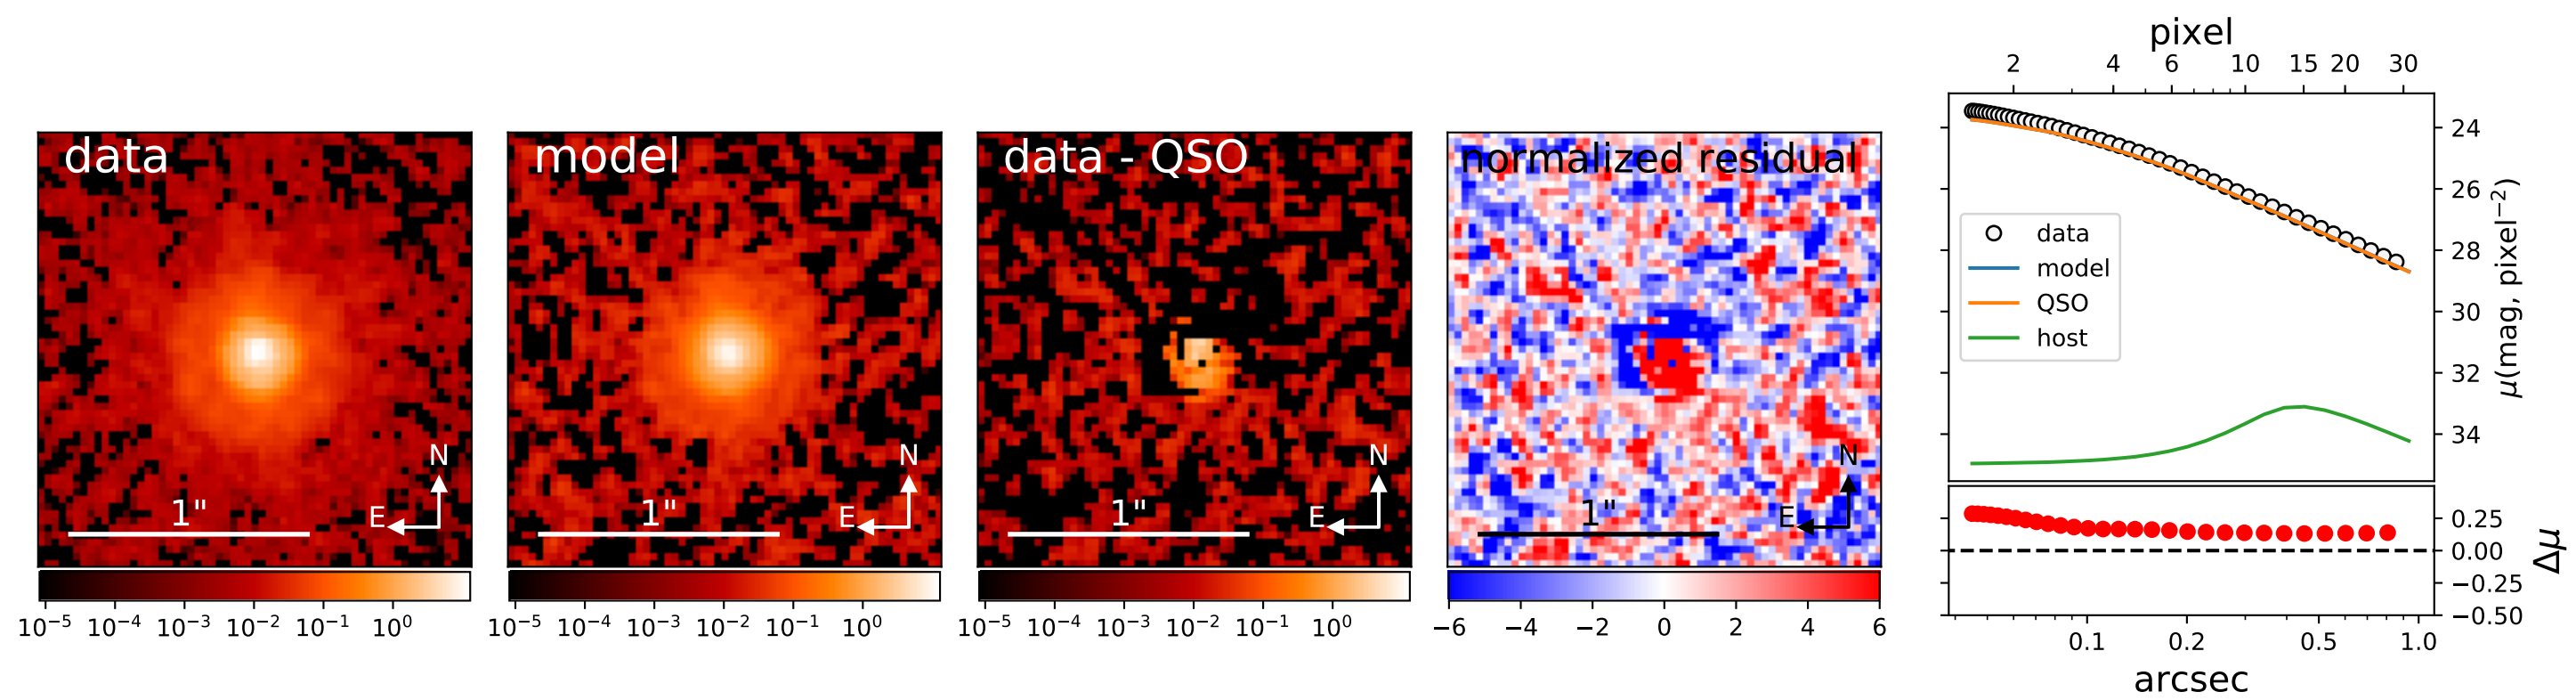 data
N
E
1"
10⁻⁵ 10⁻⁴ 10⁻³ 10⁻² 10⁻¹ 10⁰
model
N
E
1"
10⁻⁵ 10⁻⁴ 10⁻³ 10⁻² 10⁻¹ 10⁰
data - QSO
N
E
1"
10⁻⁵ 10⁻⁴ 10⁻³ 10⁻² 10⁻¹ 10⁰
normalized residual
N
E
1"
−6 −4 −2 0 2 4 6
pixel
2 4 6 10 15 20 30
data
model
QSO
host
24
26
28
30
32
34
μ(mag, pixel⁻²)
0.25
0.00
−0.25
−0.50
Δμ
0.1 0.2 0.5 1.0
arcsec